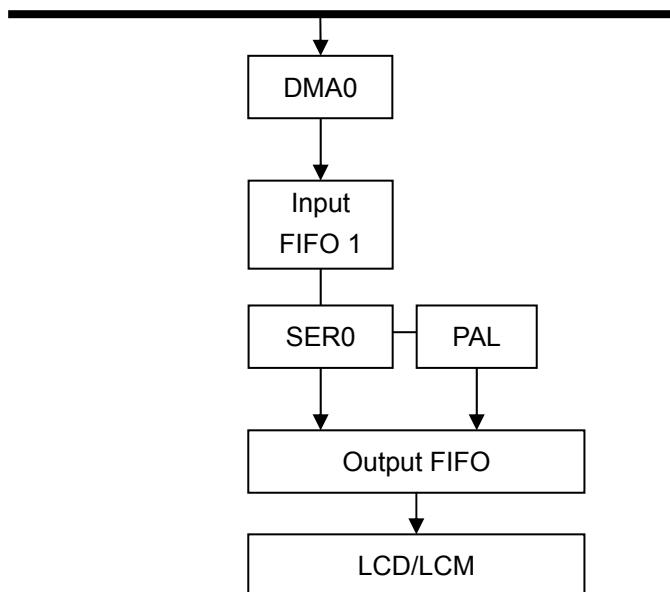 DMA0
Input
FIFO 1
SER0
PAL
Output FIFO
LCD/LCM